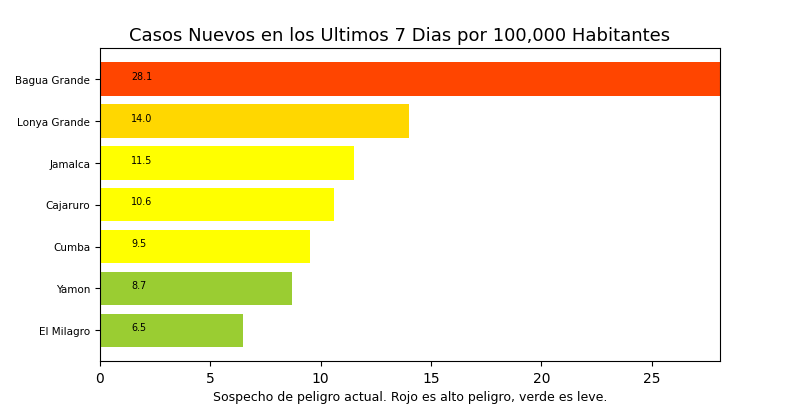 Casos Nuevos en los Ultimos 7 Dias por 100,000 Habitantes
Bagua Grande 28.1
Lonya Grande 14.0
Jamalca 11.5
Cajaruro 10.6
Cumba 9.5
Yamon 8.7
El Milagro 6.5
0 5 10 15 20 25
Sospecho de peligro actual. Rojo es alto peligro, verde es leve.